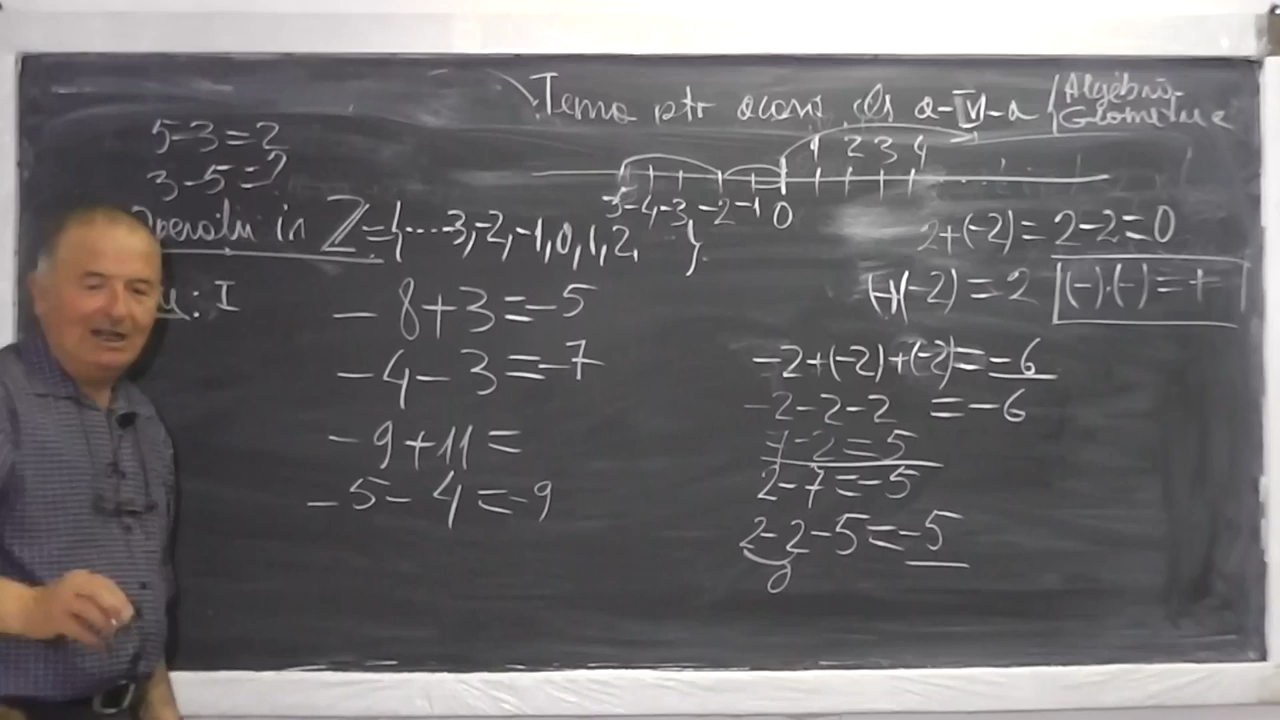 Tema ptr acasă cls a-V-a / Algebră-
Geometrie
5-3=2
3-5=?
1 2 3 4
-5 -4 -3 -2 -1 0
in ℤ={...-3,-2,-1,0,1,2, }.
2+(-2)=2-2=0
: I
-8+3=-5
(-)(-2)=2 (-)·(-)=+
-4-3=-7
-2+(-2)+(-2)=-6
-2-2-2 =-6
-9+11=
7-2=5
-5-4=-9
2-7=-5
2-2-5=-5
0